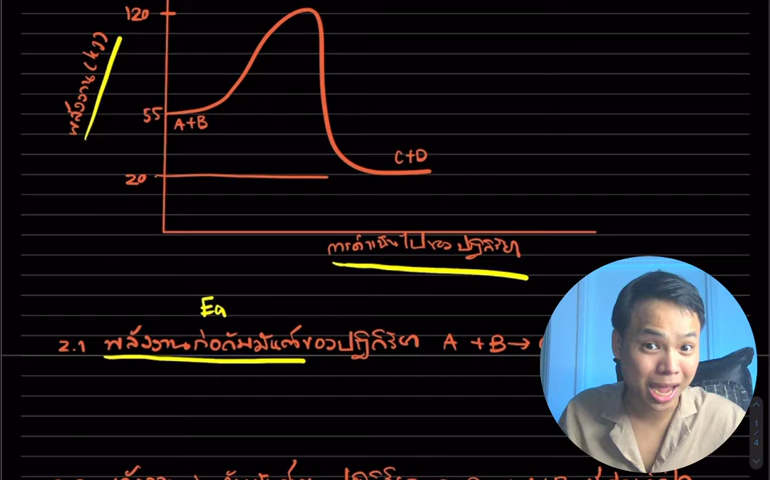 120
พลังงาน(kJ)
55
A+B
C+D
20
การดำเนินไปของปฏิกิริยา
Ea
2.1 พลังงานก่อกัมมันต์ของปฏิกิริยา A + B →